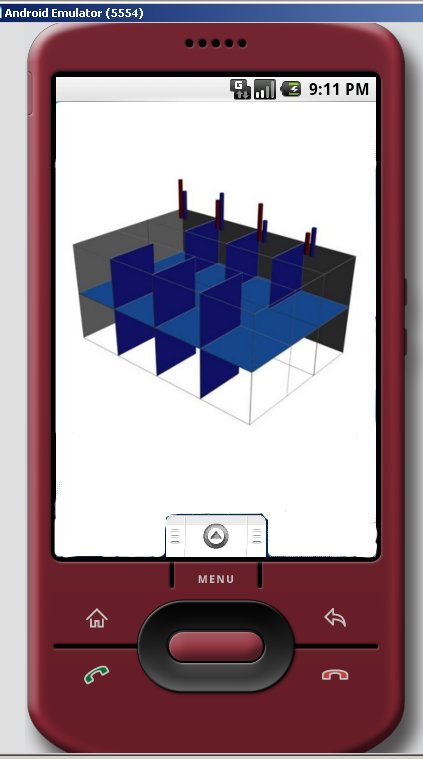 Android Emulator (5554)
G
9:11 PM
MENU